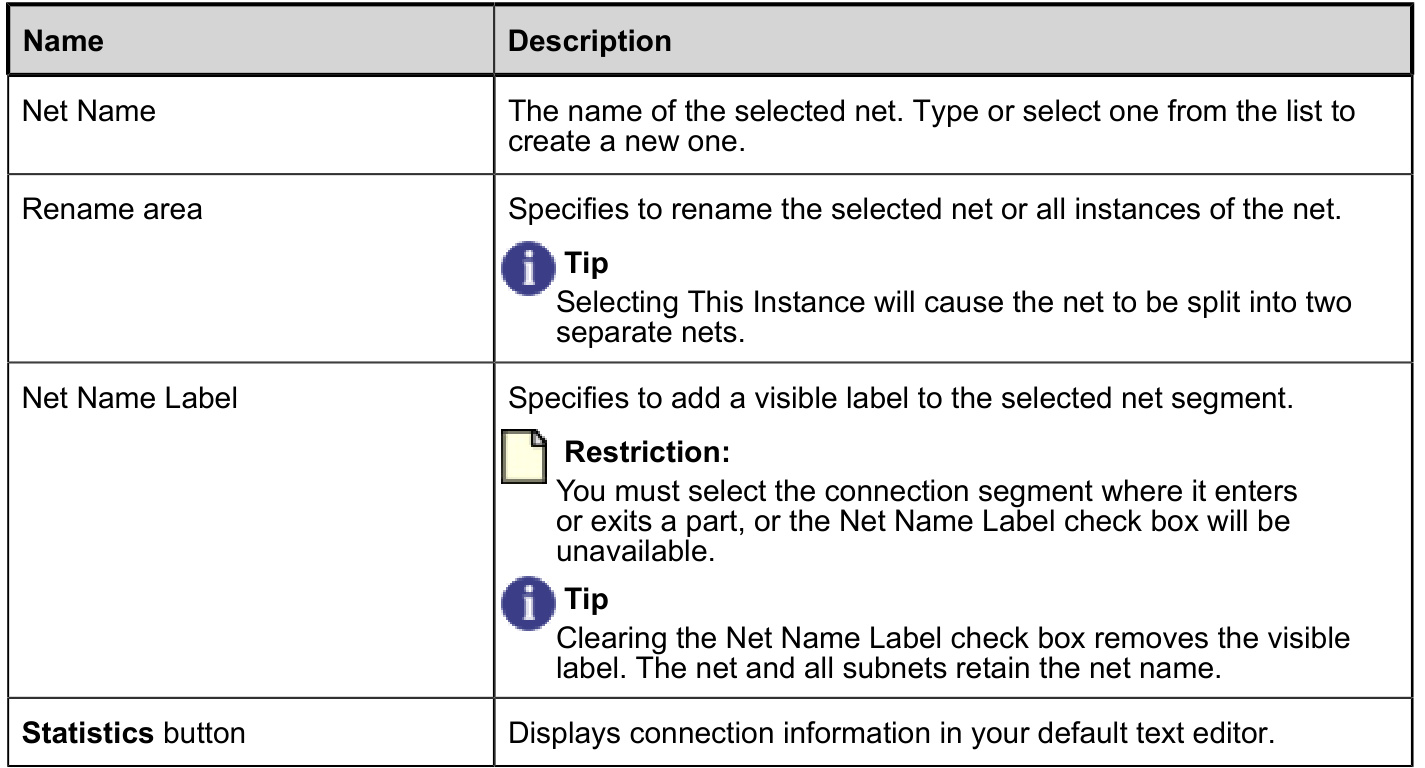 Name
Description
Net Name
The name of the selected net. Type or select one from the list to
create a new one.
Rename area
Specifies to rename the selected net or all instances of the net.
Tip
Selecting This Instance will cause the net to be split into two
separate nets.
Net Name Label
Specifies to add a visible label to the selected net segment.
Restriction:
You must select the connection segment where it enters
or exits a part, or the Net Name Label check box will be
unavailable.
Tip
Clearing the Net Name Label check box removes the visible
label. The net and all subnets retain the net name.
Statistics button
Displays connection information in your default text editor.